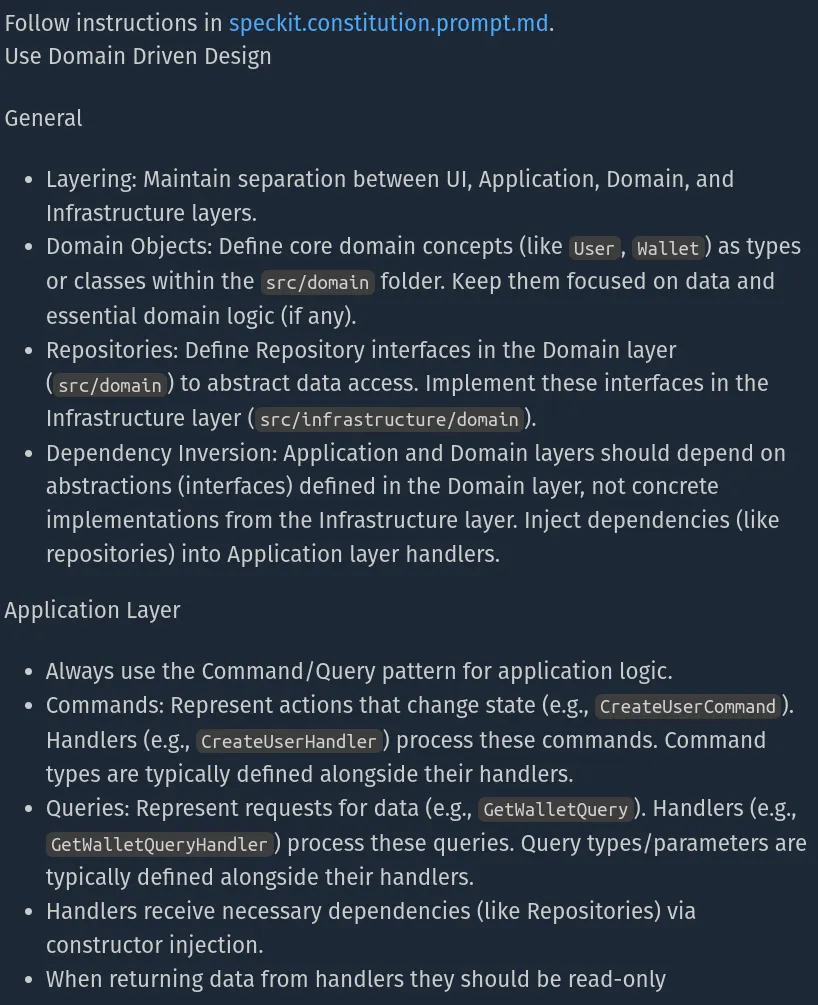 Follow instructions in speckit.constitution.prompt.md.
Use Domain Driven Design
General
• Layering: Maintain separation between UI, Application, Domain, and
Infrastructure layers.
• Domain Objects: Define core domain concepts (like User, Wallet) as types
or classes within the src/domain folder. Keep them focused on data and
essential domain logic (if any).
• Repositories: Define Repository interfaces in the Domain layer
(src/domain) to abstract data access. Implement these interfaces in the
Infrastructure layer (src/infrastructure/domain).
• Dependency Inversion: Application and Domain layers should depend on
abstractions (interfaces) defined in the Domain layer, not concrete
implementations from the Infrastructure layer. Inject dependencies (like
repositories) into Application layer handlers.
Application Layer
• Always use the Command/Query pattern for application logic.
• Commands: Represent actions that change state (e.g., CreateUserCommand).
Handlers (e.g., CreateUserHandler) process these commands. Command
types are typically defined alongside their handlers.
• Queries: Represent requests for data (e.g., GetWalletQuery). Handlers (e.g.,
GetWalletQueryHandler) process these queries. Query types/parameters are
typically defined alongside their handlers.
• Handlers receive necessary dependencies (like Repositories) via
constructor injection.
• When returning data from handlers they should be read-only